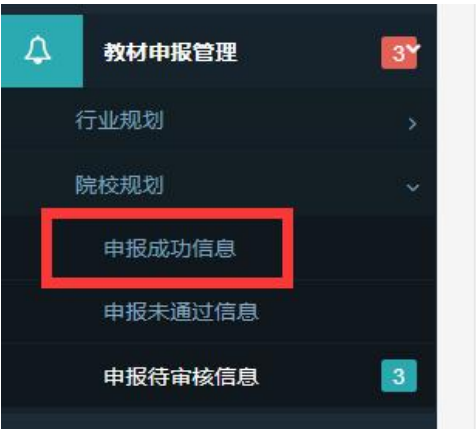 教材申报管理 3
行业规划
院校规划
申报成功信息
申报未通过信息
申报待审核信息 3